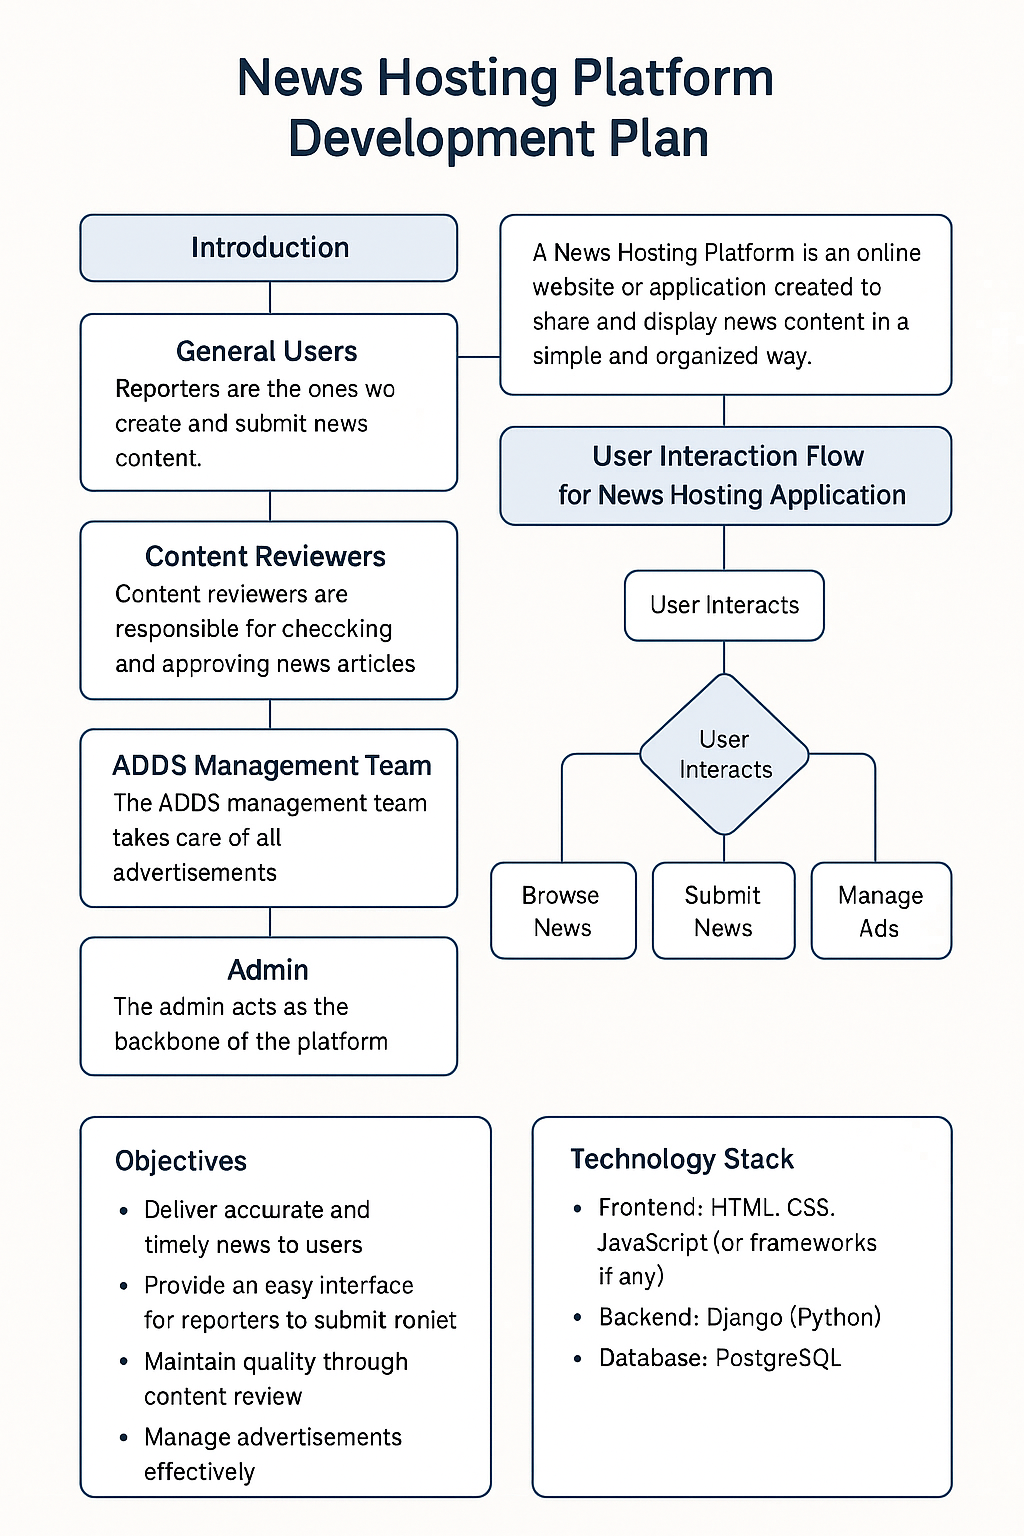 News Hosting Platform
Development Plan
Introduction
General Users
Reporters are the ones wo
create and submit news
content.
Content Reviewers
Content reviewers are
responsible for checcking
and approving news articles
ADDS Management Team
The ADDS management team
takes care of all
advertisements
Admin
The admin acts as the
backbone of the platform
A News Hosting Platform is an online
website or application created to
share and display news content in a
simple and organized way.
User Interaction Flow
for News Hosting Application
User Interacts
User
Interacts
Browse
News
Submit
News
Manage
Ads
Objectives
• Deliver accurate and
timely news to users
• Provide an easy interface
for reporters to submit roniet
• Maintain quality through
content review
• Manage advertisements
effectively
Technology Stack
• Frontend: HTML. CSS.
JavaScript (or frameworks
if any)
• Backend: Django (Python)
• Database: PostgreSQL